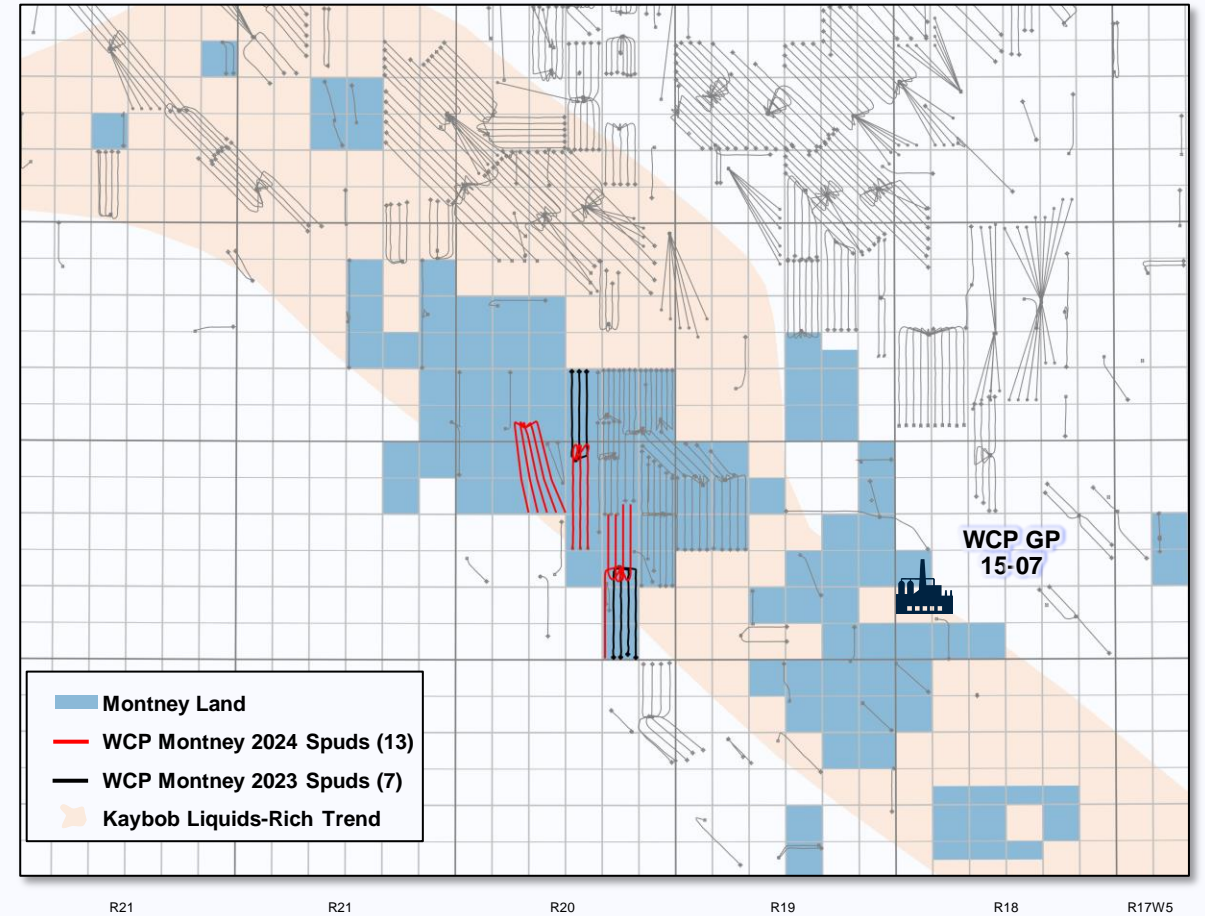 WCP GP
15-07
Montney Land
WCP Montney 2024 Spuds (13)
WCP Montney 2023 Spuds (7)
Kaybob Liquids-Rich Trend
R21 R21 R20 R19 R18 R17W5